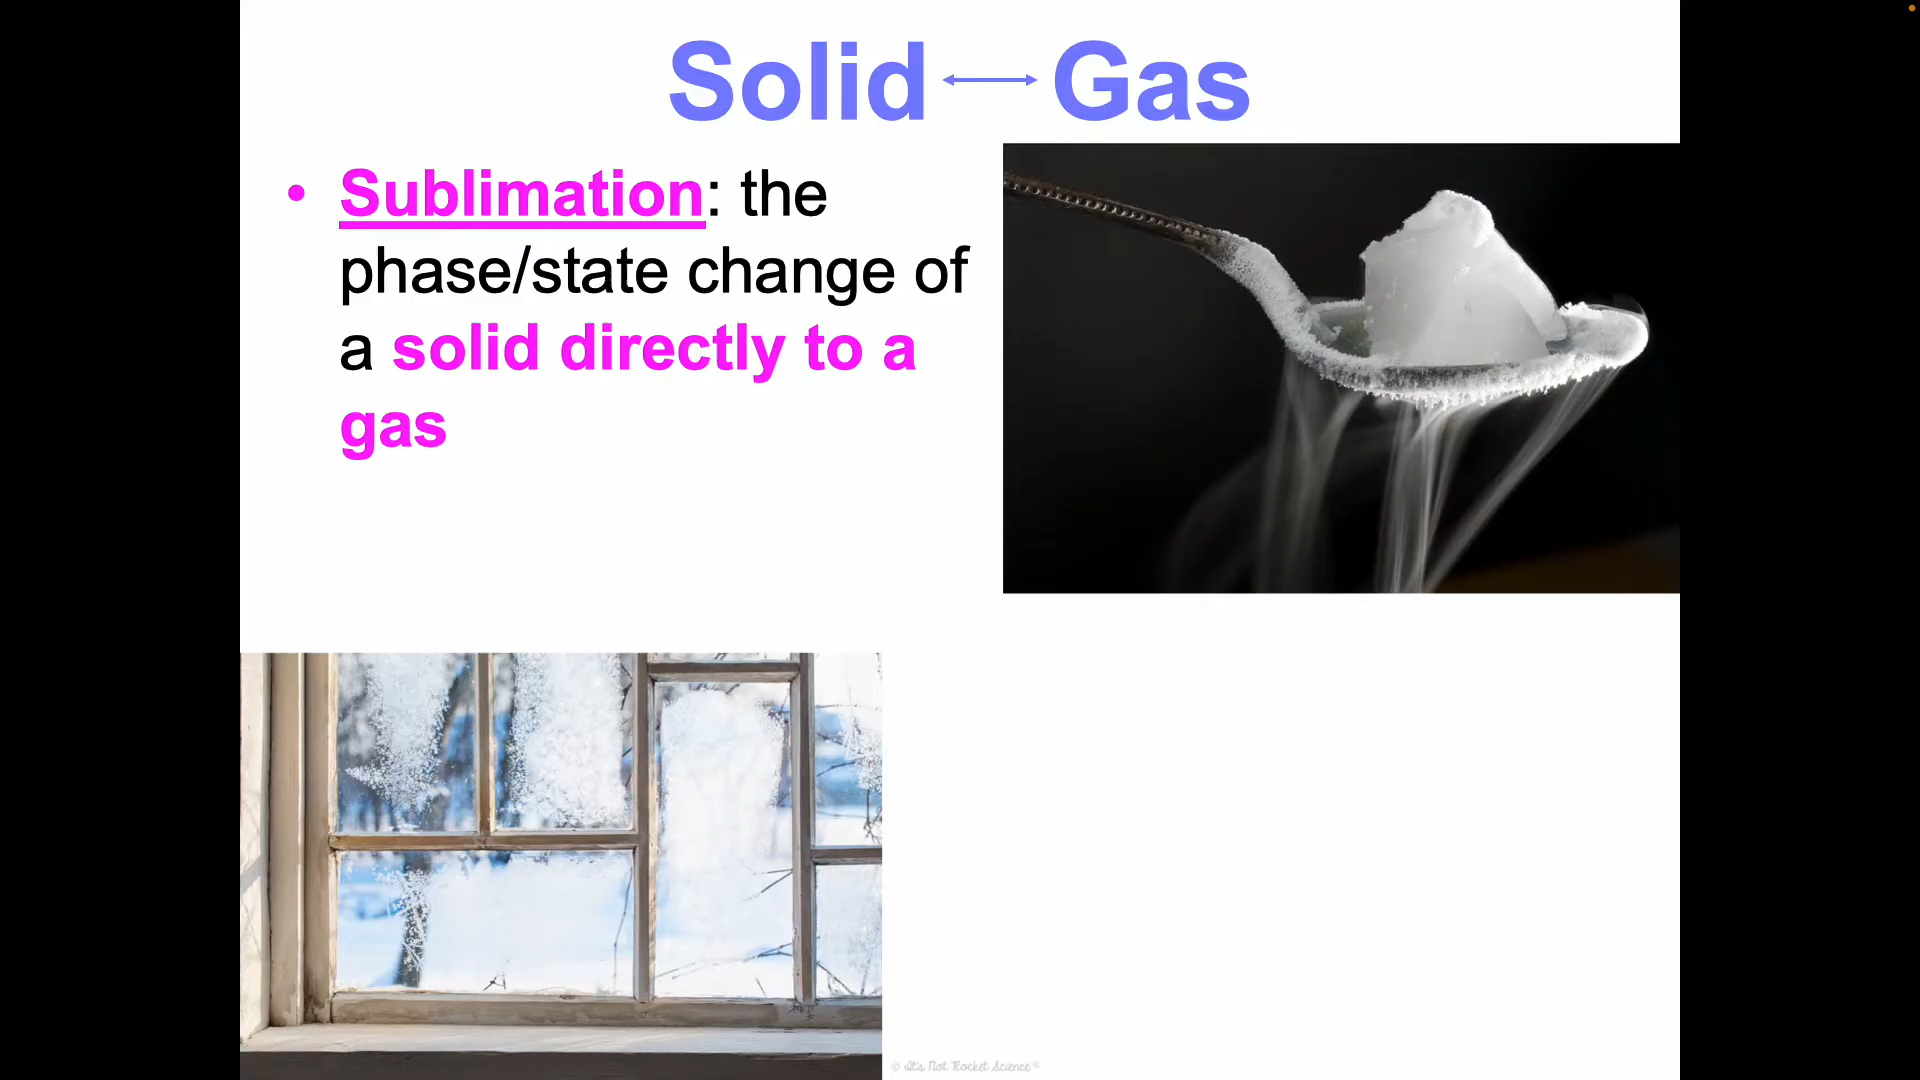 Solid ↔ Gas
• Sublimation: the
phase/state change of
a solid directly to a
gas
© It's Not Rocket Science®